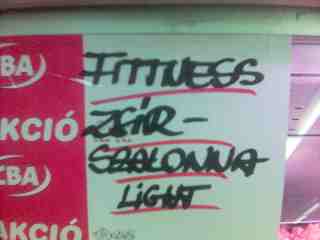 CBA
FITTNESS
AKCIÓ
ZSÍR-
SZALONNA
CBA
LIGHT
AKCIÓ